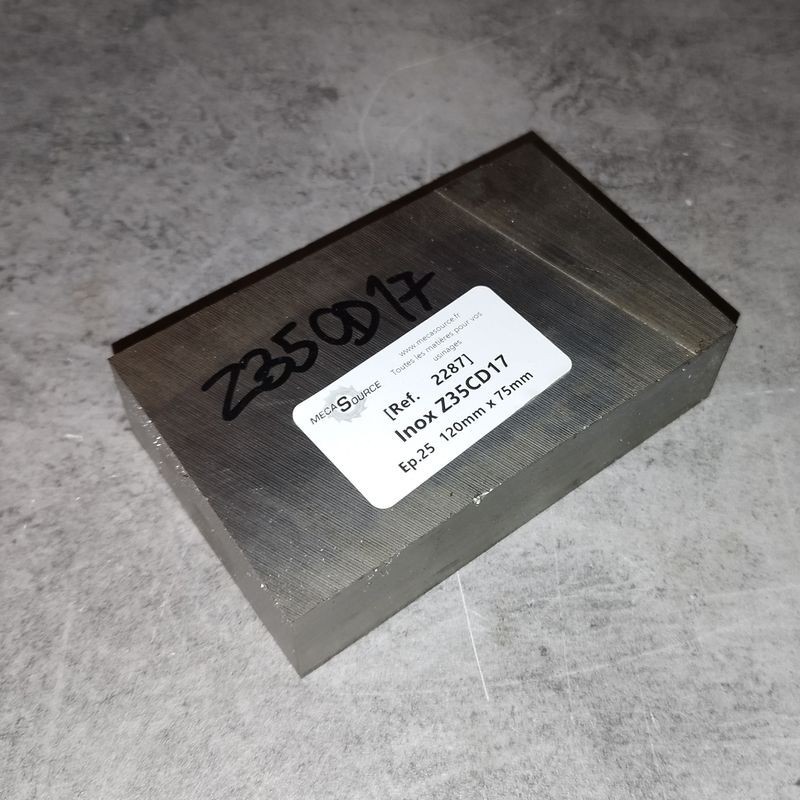 Z35CD17
MECASOURCE
www.mecasource.fr
Toutes les matières pour vos
usinages
[Ref. 2287]
Inox Z35CD17
Ep.25 120mm x 75mm